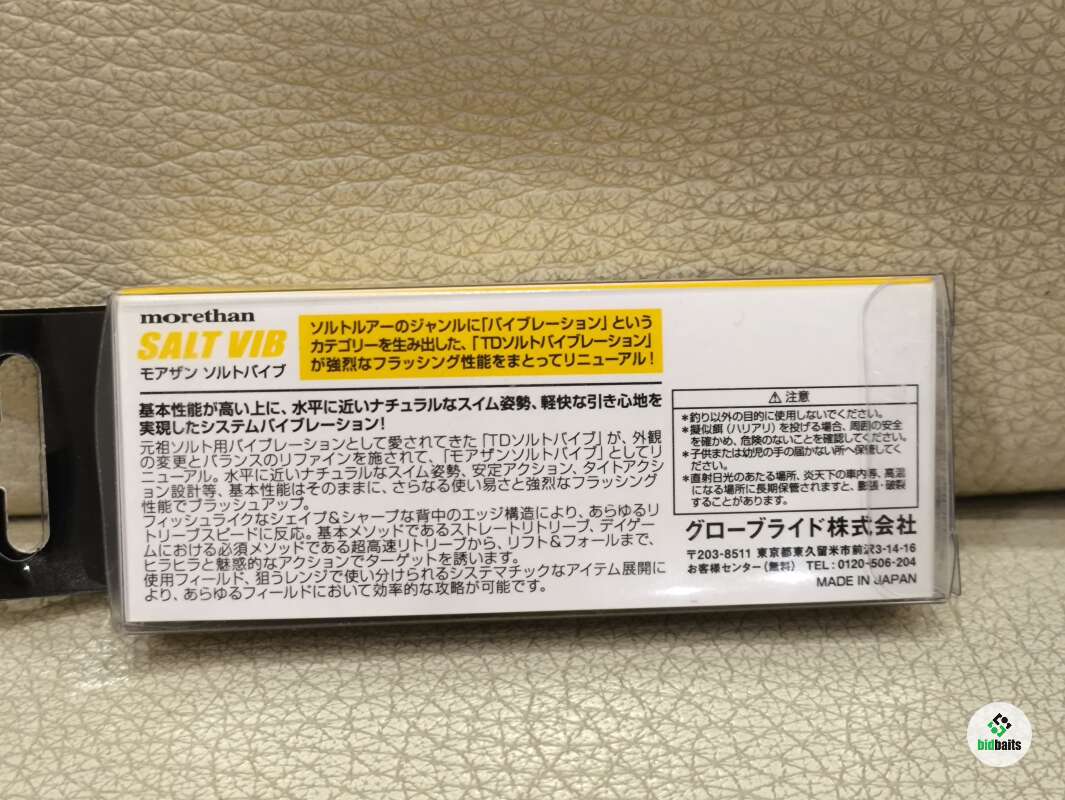 morethan
SALT VIB
モアザン ソルトバイブ
ソルトルアーのジャンルに「バイブレーション」という
カテゴリーを生み出した、「TDソルトバイブレーション」
が強烈なフラッシング性能をまとってリニューアル!
基本性能が高い上に、水平に近いナチュラルなスイム姿勢、軽快な引き心地を
実現したシステムバイブレーション!
元祖ソルト用バイブレーションとして愛されてきた「TDソルトバイブ」が、外観
の変更とバランスのリファインを施されて、「モアザンソルトバイブ」としてリ
ニューアル。水平に近いナチュラルなスイム姿勢、安定アクション、タイトアクシ
ョン設計等、基本性能はそのままに、さらなる使い易さと強烈なフラッシング
性能でブラッシュアップ。
フィッシュライクなシェイプ&シャープな背中のエッジ構造により、あらゆるリ
トリーブスピードに反応。基本メソッドであるストレートリトリーブ、デイゲー
ムにおける必須メソッドである超高速リトリーブから、リフト&フォールまで、
ヒラヒラと魅惑的なアクションでターゲットを誘います。
使用フィールド、狙うレンジで使い分けられるシステマチックなアイテム展開に
より、あらゆるフィールドにおいて効率的な攻略が可能です。
⚠注意
*釣り以外の目的に使用しないでください。
*擬似餌(ハリアリ)を投げる場合、周囲の安全
を確かめ、危険のないことを確認してください。
*子供または幼児の手の届かない所へ保管してく
ださい。
*直射日光のあたる場所、炎天下の車内等、高温
になる場所に長期保管されますと、膨張・破裂
することがあります。
グローブライド株式会社
〒203-8511 東京都東久留米市前沢3-14-16
お客様センター(無料) TEL:0120-506-204
MADE IN JAPAN
bidbaits